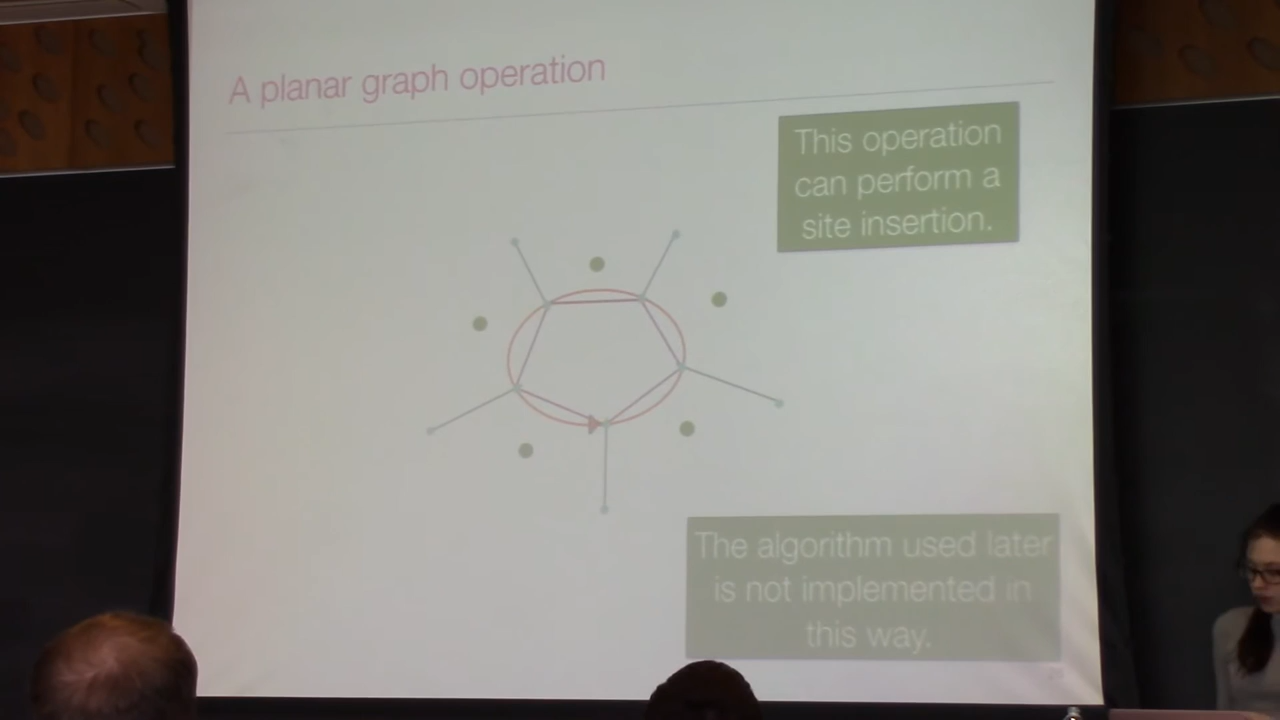 A planar graph operation
This operation
can perform a
site insertion.
The algorithm used later
is not implemented in
this way.